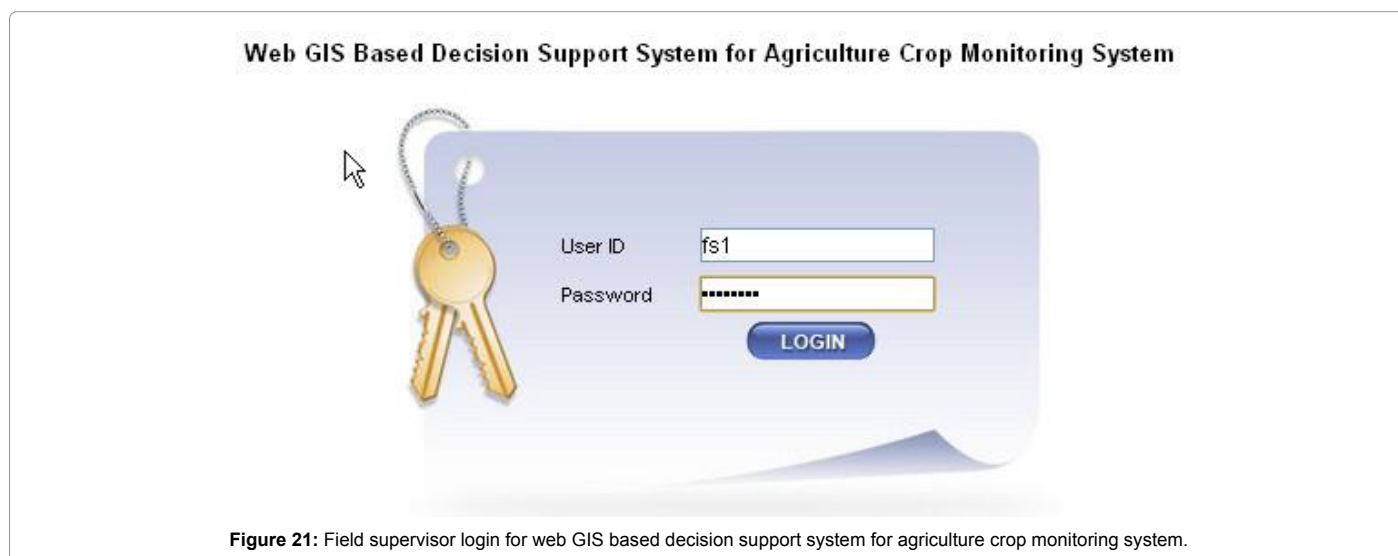 Web GIS Based Decision Support System for Agriculture Crop Monitoring System
User ID fs1
Password ••••••••
LOGIN
Figure 21: Field supervisor login for web GIS based decision support system for agriculture crop monitoring system.